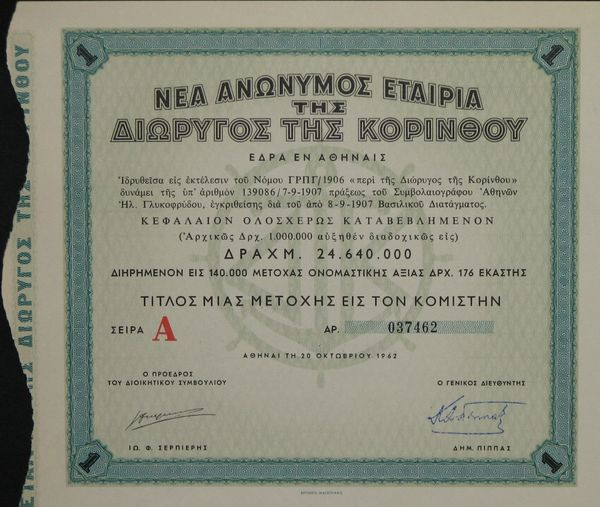 1
1
ΝΕΑ ΑΝΩΝΥΜΟΣ ΕΤΑΙΡΙΑ
ΤΗΣ
ΔΙΩΡΥΓΟΣ ΤΗΣ ΚΟΡΙΝΘΟΥ
ΕΔΡΑ ΕΝ ΑΘΗΝΑΙΣ
Ἱδρυθεῖσα εἰς ἐκτέλεσιν τοῦ Νόμου ΓΡΠΓ/1906 «περὶ τῆς Διώρυγος τῆς Κορίνθου»
δυνάμει τῆς ὑπ' ἀριθμὸν 139086/7-9-1907 πράξεως τοῦ Συμβολαιογράφου Ἀθηνῶν
Ἠλ. Γλυκοφρύδου, ἐγκριθείσης διὰ τοῦ ἀπὸ 8-9-1907 Βασιλικοῦ Διατάγματος.
ΚΕΦΑΛΑΙΟΝ ΟΛΟΣΧΕΡΩΣ ΚΑΤΑΒΕΒΛΗΜΕΝΟΝ
(Ἀρχικῶς Δρχ. 1.000.000 αὐξηθὲν διαδοχικῶς εἰς)
ΔΡΑΧΜ. 24.640.000
ΔΙΗΡΗΜΕΝΟΝ ΕΙΣ 140.000 ΜΕΤΟΧΑΣ ΟΝΟΜΑΣΤΙΚΗΣ ΑΞΙΑΣ ΔΡΧ. 176 ΕΚΑΣΤΗΣ
ΤΙΤΛΟΣ ΜΙΑΣ ΜΕΤΟΧΗΣ ΕΙΣ ΤΟΝ ΚΟΜΙΣΤΗΝ
ΣΕΙΡΑ Α ΑΡ. 037462
ΑΘΗΝΑΙ ΤΗ 20 ΟΚΤΩΒΡΙΟΥ 1962
Ο ΠΡΟΕΔΡΟΣ
ΤΟΥ ΔΙΟΙΚΗΤΙΚΟΥ ΣΥΜΒΟΥΛΙΟΥ
Ο ΓΕΝΙΚΟΣ ΔΙΕΥΘΥΝΤΗΣ
ΙΩ. Φ. ΣΕΡΠΙΕΡΗΣ
ΔΗΜ. ΠΙΠΠΑΣ
1
1
ΔΙΩΡΥΓΟΣ ΤΗΣ